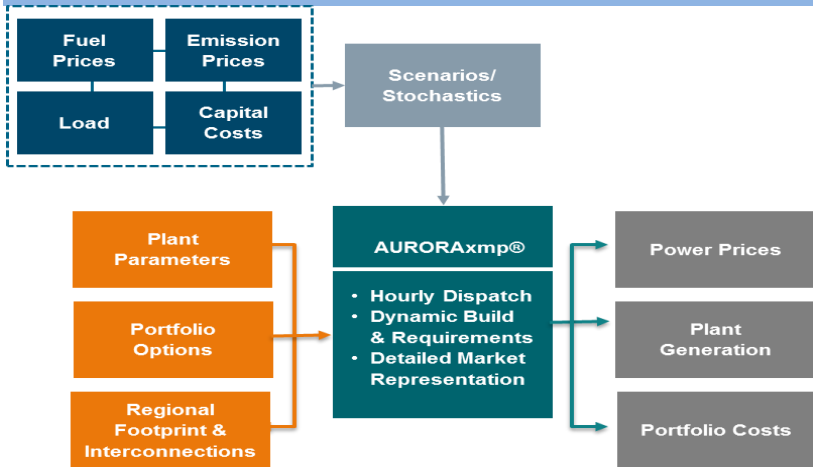 Fuel
Prices
Emission
Prices
Load
Capital
Costs
Scenarios/
Stochastics
Plant
Parameters
Portfolio
Options
Regional
Footprint &
Interconnections
AURORAxmp®
• Hourly Dispatch
• Dynamic Build
& Requirements
• Detailed Market
Representation
Power Prices
Plant
Generation
Portfolio Costs